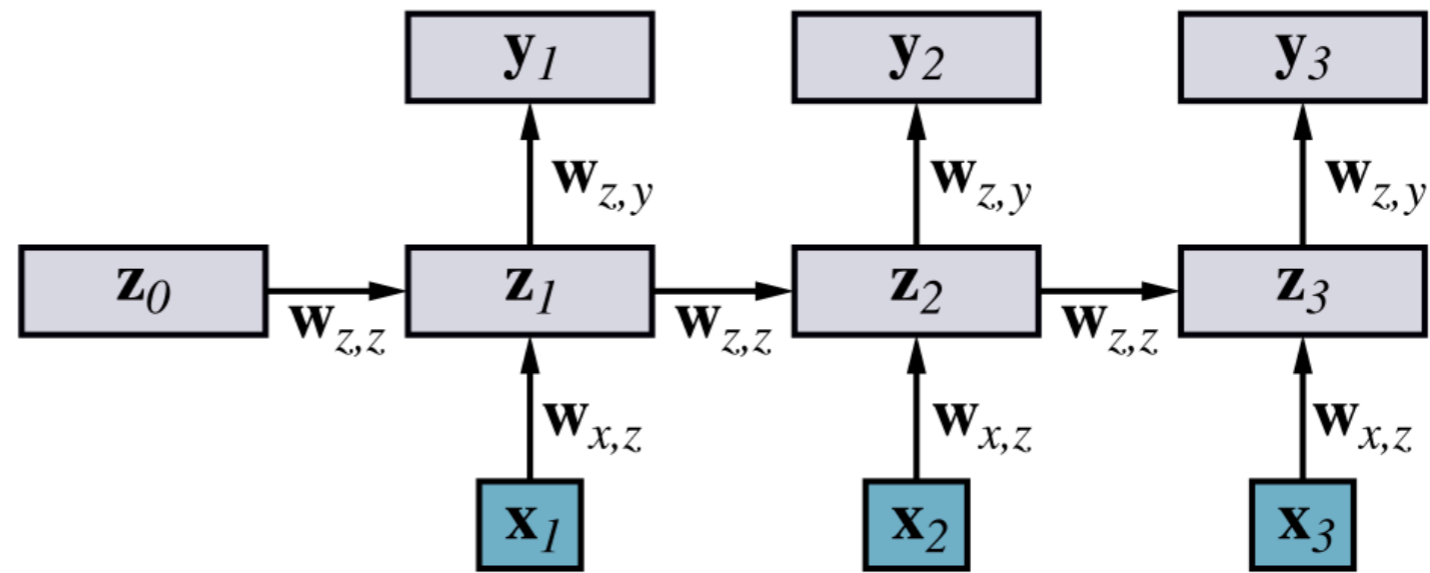 y1 y2 y3
wz,y wz,y wz,y
z0 z1 z2 z3
wz,z wz,z wz,z
wx,z wx,z wx,z
x1 x2 x3